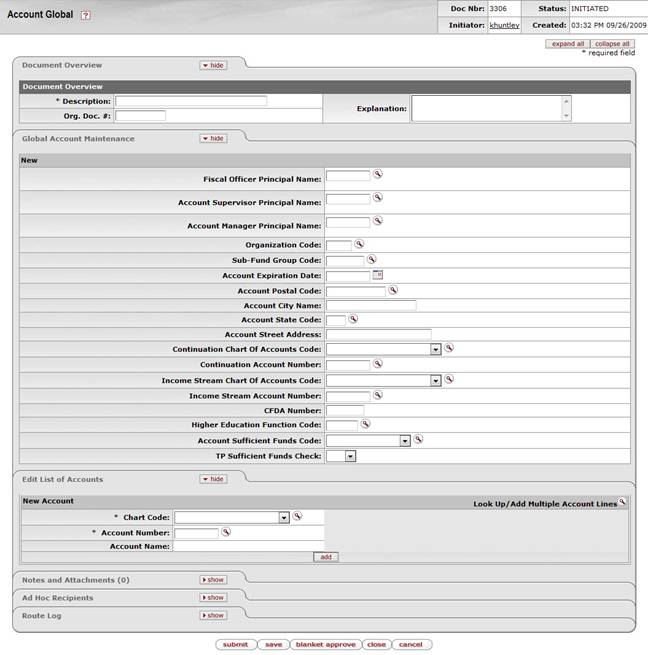 Account Global ?
Doc Nbr: 3306 Status: INITIATED
Initiator: khuntley Created: 03:32 PM 09/26/2009
expand all collapse all
* required field
Document Overview hide
Document Overview
* Description:
Explanation:
Org. Doc. #:
Global Account Maintenance hide
New
Fiscal Officer Principal Name:
Account Supervisor Principal Name:
Account Manager Principal Name:
Organization Code:
Sub-Fund Group Code:
Account Expiration Date:
Account Postal Code:
Account City Name:
Account State Code:
Account Street Address:
Continuation Chart Of Accounts Code:
Continuation Account Number:
Income Stream Chart Of Accounts Code:
Income Stream Account Number:
CFDA Number:
Higher Education Function Code:
Account Sufficient Funds Code:
TP Sufficient Funds Check:
Edit List of Accounts hide
New Account Look Up/Add Multiple Account Lines
* Chart Code:
* Account Number:
Account Name:
add
Notes and Attachments (0) show
Ad Hoc Recipients show
Route Log show
submit save blanket approve close cancel